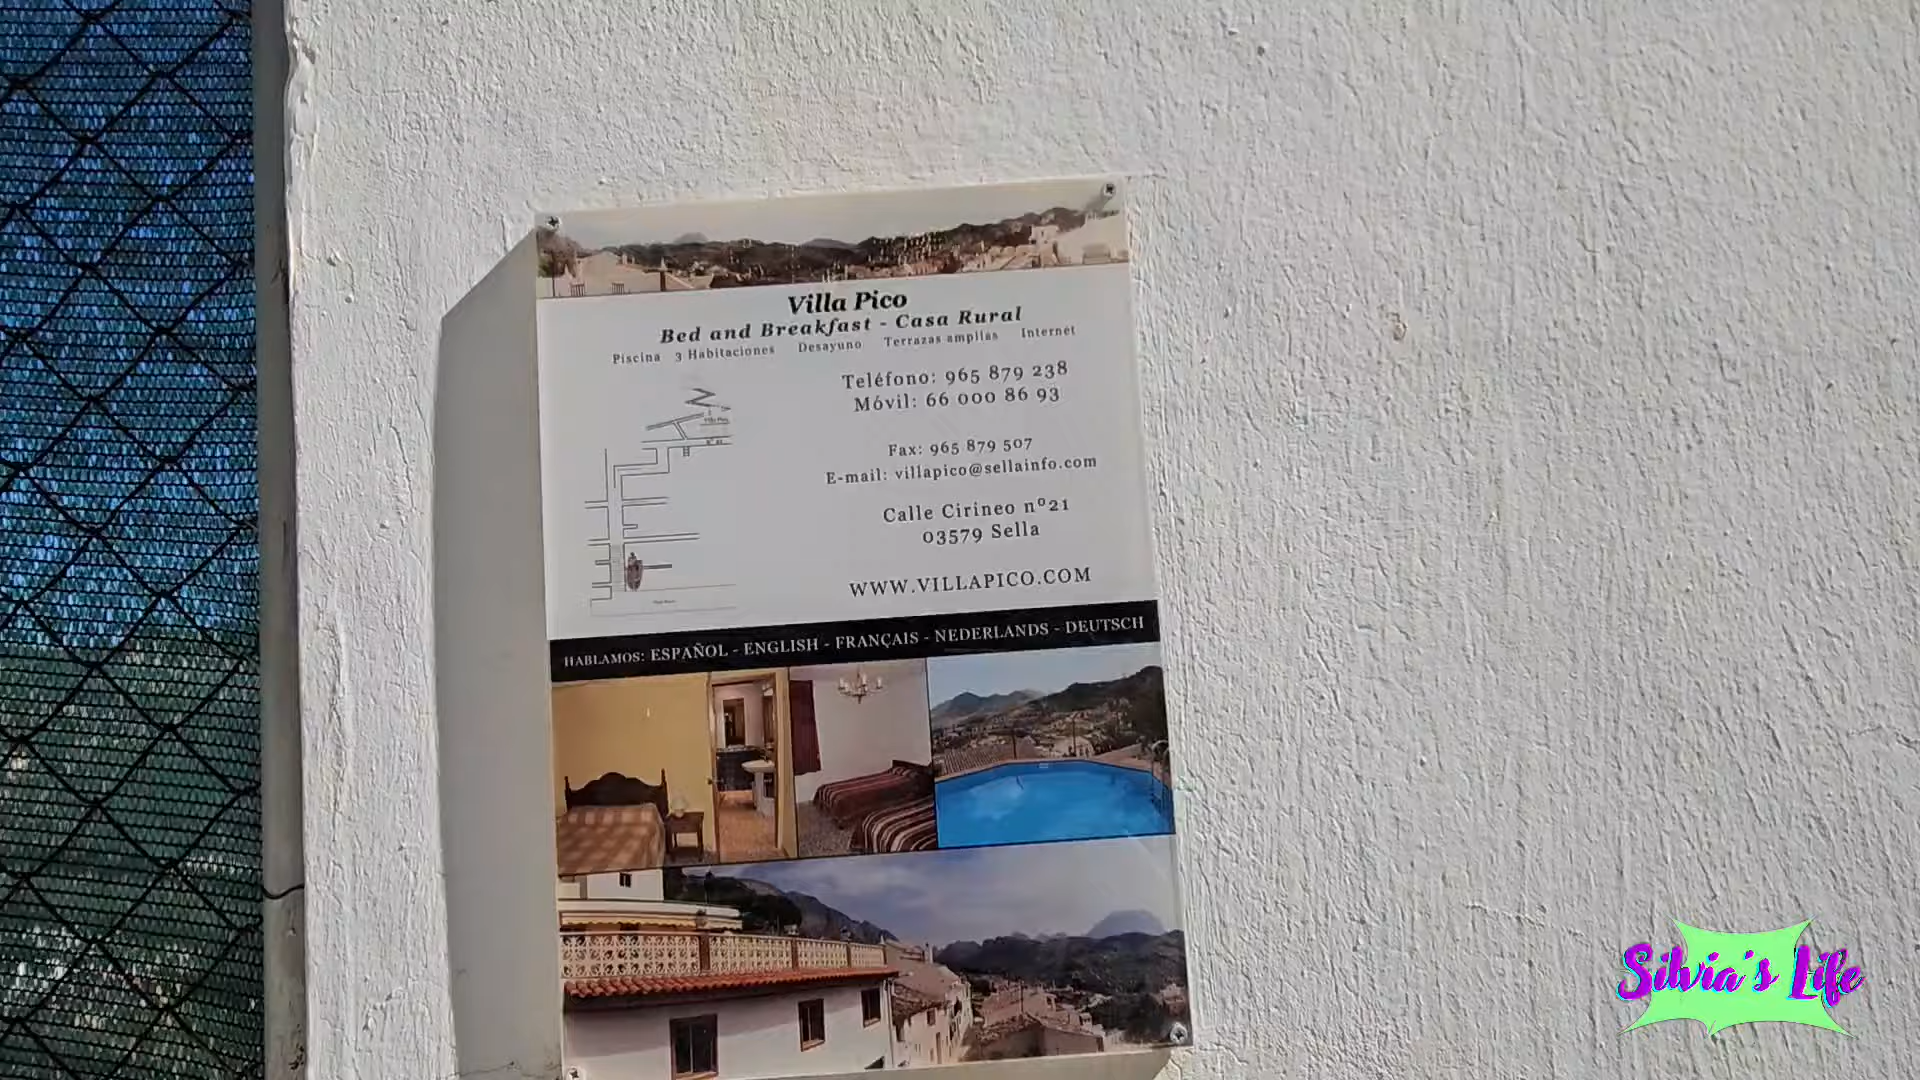 Villa Pico
Bed and Breakfast - Casa Rural
Piscina 3 Habitaciones Desayuno Terrazas amplias Internet
Teléfono: 965 879 238
Móvil: 66 000 86 93
Fax: 965 879 507
E-mail: villapico@sellainfo.com
Calle Cirineo nº21
03579 Sella
WWW.VILLAPICO.COM
HABLAMOS: ESPAÑOL - ENGLISH - FRANÇAIS - NEDERLANDS - DEUTSCH
Silvia's Life